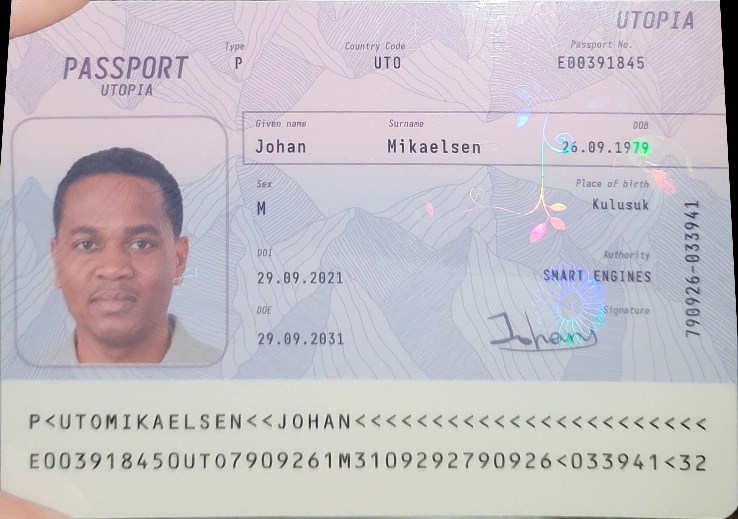 UTOPIA
PASSPORT
UTOPIA
Type
P
Country Code
UTO
Passport No.
E00391845
Given name
Johan
Surname
Mikaelsen
DOB
26.09.1979
Sex
M
Place of birth
Kulusuk
DOI
29.09.2021
Authority
SMART ENGINES
DOE
29.09.2031
Signature
Johan
790926-033941
P<UTOMIKAELSEN<<JOHAN<<<<<<<<<<<<<<<<<<<<<<<
E003918450UTO7909261M3109292790926<033941<32